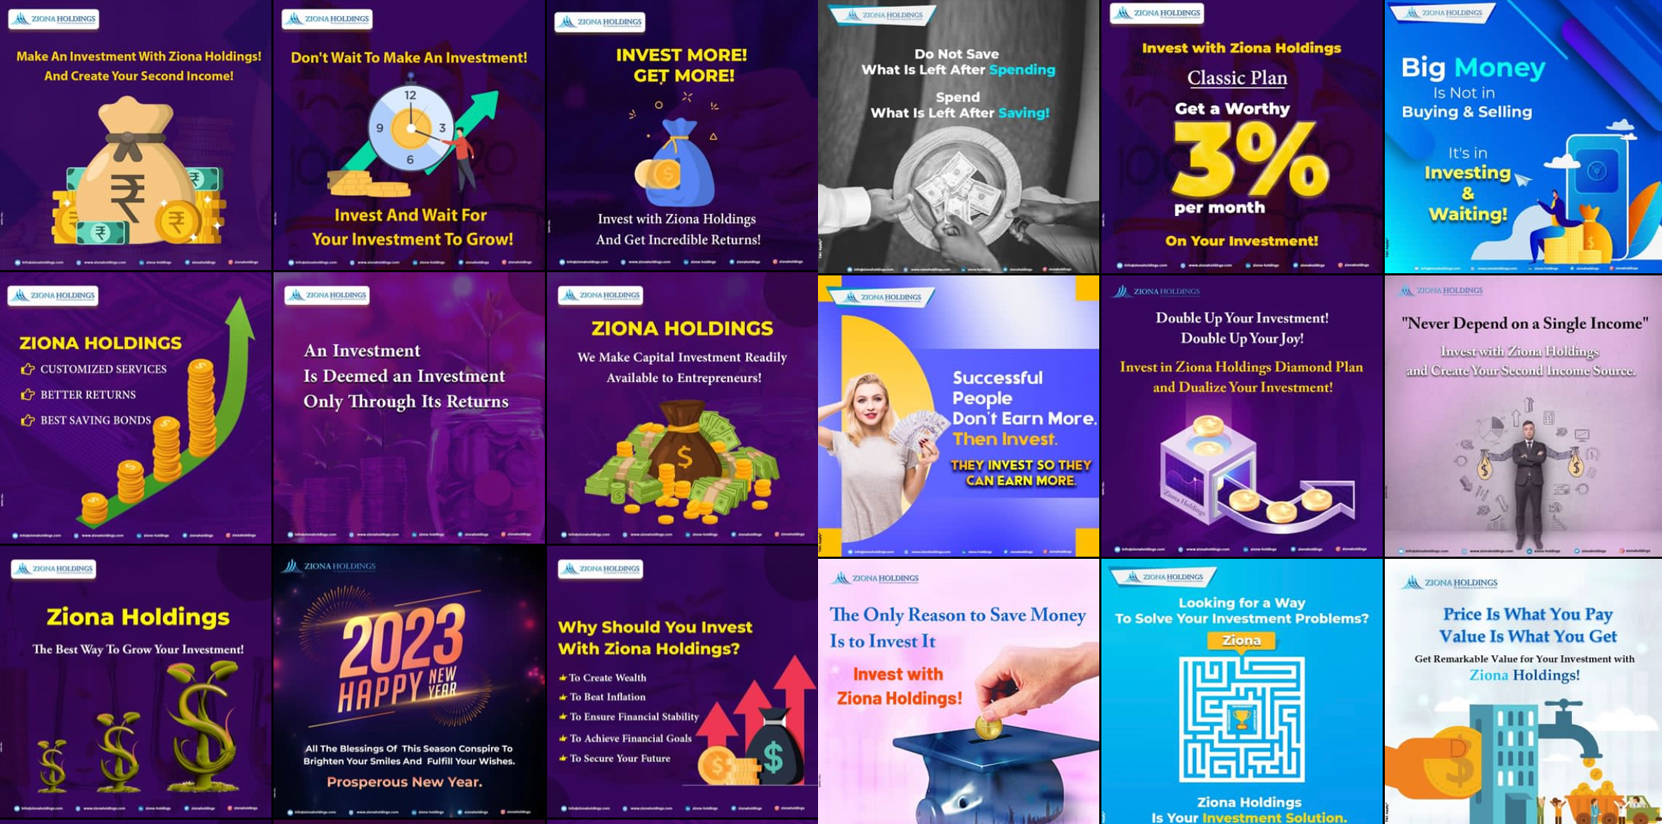 ZIONA HOLDINGS
Make An Investment With Ziona Holdings!
And Create Your Second Income!
ZIONA HOLDINGS
Don't Wait To Make An Investment!
12
9
3
6
Invest And Wait For
Your Investment To Grow!
ZIONA HOLDINGS
INVEST MORE!
GET MORE!
Invest with Ziona Holdings
And Get Incredible Returns!
ZIONA HOLDINGS
Do Not Save
What Is Left After Spending
Spend
What Is Left After Saving!
ZIONA HOLDINGS
Invest with Ziona Holdings
Classic Plan
Get a Worthy
3%
per month
On Your Investment!
ZIONA HOLDINGS
Big Money
Is Not in
Buying & Selling
It's in
Investing
&
Waiting!
ZIONA HOLDINGS
ZIONA HOLDINGS
CUSTOMIZED SERVICES
BETTER RETURNS
BEST SAVING BONDS
ZIONA HOLDINGS
An Investment
Is Deemed an Investment
Only Through Its Returns
ZIONA HOLDINGS
ZIONA HOLDINGS
We Make Capital Investment Readily
Available to Entrepreneurs!
ZIONA HOLDINGS
Successful
People
Don't Earn More.
Then Invest.
THEY INVEST SO THEY
CAN EARN MORE.
ZIONA HOLDINGS
Double Up Your Investment!
Double Up Your Joy!
Invest in Ziona Holdings Diamond Plan
and Dualize Your Investment!
Ziona Holdings
ZIONA HOLDINGS
"Never Depend on a Single Income"
Invest with Ziona Holdings
and Create Your Second Income Source.
ZIONA HOLDINGS
Ziona Holdings
The Best Way To Grow Your Investment!
ZIONA HOLDINGS
2023
HAPPY NEW YEAR
All The Blessings Of This Season Conspire To
Brighten Your Smiles And Fulfill Your Wishes.
Prosperous New Year.
ZIONA HOLDINGS
Why Should You Invest
With Ziona Holdings?
To Create Wealth
To Beat Inflation
To Ensure Financial Stability
To Achieve Financial Goals
To Secure Your Future
ZIONA HOLDINGS
The Only Reason to Save Money
Is to Invest It
Invest with
Ziona Holdings!
ZIONA HOLDINGS
Looking for a Way
To Solve Your Investment Problems?
Ziona
Ziona Holdings
Is Your Investment Solution.
ZIONA HOLDINGS
Price Is What You Pay
Value Is What You Get
Get Remarkable Value for Your Investment with
Ziona Holdings!